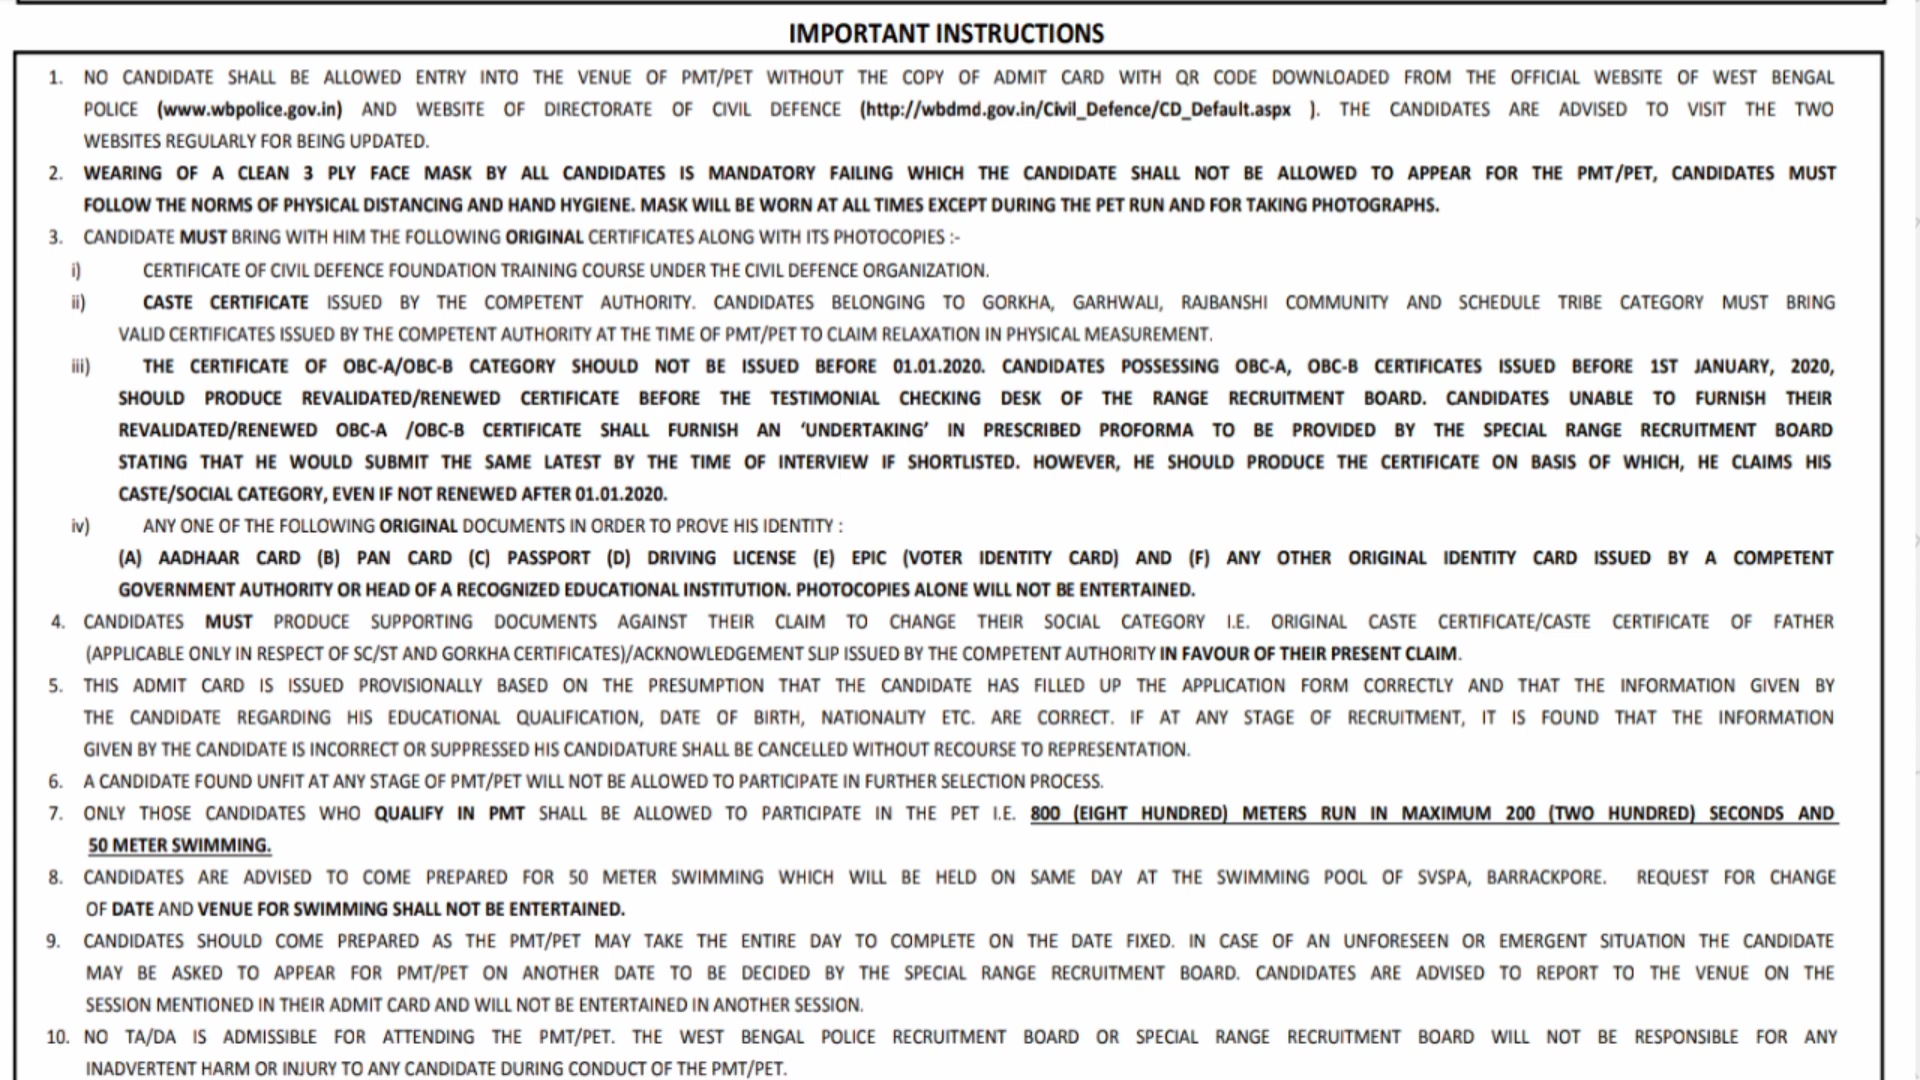 IMPORTANT INSTRUCTIONS
1. NO CANDIDATE SHALL BE ALLOWED ENTRY INTO THE VENUE OF PMT/PET WITHOUT THE COPY OF ADMIT CARD WITH QR CODE DOWNLOADED FROM THE OFFICIAL WEBSITE OF WEST BENGAL
POLICE (www.wbpolice.gov.in) AND WEBSITE OF DIRECTORATE OF CIVIL DEFENCE (http://wbdmd.gov.in/Civil_Defence/CD_Default.aspx ). THE CANDIDATES ARE ADVISED TO VISIT THE TWO
WEBSITES REGULARLY FOR BEING UPDATED.
2. WEARING OF A CLEAN 3 PLY FACE MASK BY ALL CANDIDATES IS MANDATORY FAILING WHICH THE CANDIDATE SHALL NOT BE ALLOWED TO APPEAR FOR THE PMT/PET, CANDIDATES MUST
FOLLOW THE NORMS OF PHYSICAL DISTANCING AND HAND HYGIENE. MASK WILL BE WORN AT ALL TIMES EXCEPT DURING THE PET RUN AND FOR TAKING PHOTOGRAPHS.
3. CANDIDATE MUST BRING WITH HIM THE FOLLOWING ORIGINAL CERTIFICATES ALONG WITH ITS PHOTOCOPIES :-
i) CERTIFICATE OF CIVIL DEFENCE FOUNDATION TRAINING COURSE UNDER THE CIVIL DEFENCE ORGANIZATION.
ii) CASTE CERTIFICATE ISSUED BY THE COMPETENT AUTHORITY. CANDIDATES BELONGING TO GORKHA, GARHWALI, RAJBANSHI COMMUNITY AND SCHEDULE TRIBE CATEGORY MUST BRING
VALID CERTIFICATES ISSUED BY THE COMPETENT AUTHORITY AT THE TIME OF PMT/PET TO CLAIM RELAXATION IN PHYSICAL MEASUREMENT.
iii) THE CERTIFICATE OF OBC-A/OBC-B CATEGORY SHOULD NOT BE ISSUED BEFORE 01.01.2020. CANDIDATES POSSESSING OBC-A, OBC-B CERTIFICATES ISSUED BEFORE 1ST JANUARY, 2020,
SHOULD PRODUCE REVALIDATED/RENEWED CERTIFICATE BEFORE THE TESTIMONIAL CHECKING DESK OF THE RANGE RECRUITMENT BOARD. CANDIDATES UNABLE TO FURNISH THEIR
REVALIDATED/RENEWED OBC-A /OBC-B CERTIFICATE SHALL FURNISH AN ‘UNDERTAKING’ IN PRESCRIBED PROFORMA TO BE PROVIDED BY THE SPECIAL RANGE RECRUITMENT BOARD
STATING THAT HE WOULD SUBMIT THE SAME LATEST BY THE TIME OF INTERVIEW IF SHORTLISTED. HOWEVER, HE SHOULD PRODUCE THE CERTIFICATE ON BASIS OF WHICH, HE CLAIMS HIS
CASTE/SOCIAL CATEGORY, EVEN IF NOT RENEWED AFTER 01.01.2020.
iv) ANY ONE OF THE FOLLOWING ORIGINAL DOCUMENTS IN ORDER TO PROVE HIS IDENTITY :
(A) AADHAAR CARD (B) PAN CARD (C) PASSPORT (D) DRIVING LICENSE (E) EPIC (VOTER IDENTITY CARD) AND (F) ANY OTHER ORIGINAL IDENTITY CARD ISSUED BY A COMPETENT
GOVERNMENT AUTHORITY OR HEAD OF A RECOGNIZED EDUCATIONAL INSTITUTION. PHOTOCOPIES ALONE WILL NOT BE ENTERTAINED.
4. CANDIDATES MUST PRODUCE SUPPORTING DOCUMENTS AGAINST THEIR CLAIM TO CHANGE THEIR SOCIAL CATEGORY I.E. ORIGINAL CASTE CERTIFICATE/CASTE CERTIFICATE OF FATHER
(APPLICABLE ONLY IN RESPECT OF SC/ST AND GORKHA CERTIFICATES)/ACKNOWLEDGEMENT SLIP ISSUED BY THE COMPETENT AUTHORITY IN FAVOUR OF THEIR PRESENT CLAIM.
5. THIS ADMIT CARD IS ISSUED PROVISIONALLY BASED ON THE PRESUMPTION THAT THE CANDIDATE HAS FILLED UP THE APPLICATION FORM CORRECTLY AND THAT THE INFORMATION GIVEN BY
THE CANDIDATE REGARDING HIS EDUCATIONAL QUALIFICATION, DATE OF BIRTH, NATIONALITY ETC. ARE CORRECT. IF AT ANY STAGE OF RECRUITMENT, IT IS FOUND THAT THE INFORMATION
GIVEN BY THE CANDIDATE IS INCORRECT OR SUPPRESSED HIS CANDIDATURE SHALL BE CANCELLED WITHOUT RECOURSE TO REPRESENTATION.
6. A CANDIDATE FOUND UNFIT AT ANY STAGE OF PMT/PET WILL NOT BE ALLOWED TO PARTICIPATE IN FURTHER SELECTION PROCESS.
7. ONLY THOSE CANDIDATES WHO QUALIFY IN PMT SHALL BE ALLOWED TO PARTICIPATE IN THE PET I.E. 800 (EIGHT HUNDRED) METERS RUN IN MAXIMUM 200 (TWO HUNDRED) SECONDS AND
50 METER SWIMMING.
8. CANDIDATES ARE ADVISED TO COME PREPARED FOR 50 METER SWIMMING WHICH WILL BE HELD ON SAME DAY AT THE SWIMMING POOL OF SVSPA, BARRACKPORE. REQUEST FOR CHANGE
OF DATE AND VENUE FOR SWIMMING SHALL NOT BE ENTERTAINED.
9. CANDIDATES SHOULD COME PREPARED AS THE PMT/PET MAY TAKE THE ENTIRE DAY TO COMPLETE ON THE DATE FIXED. IN CASE OF AN UNFORESEEN OR EMERGENT SITUATION THE CANDIDATE
MAY BE ASKED TO APPEAR FOR PMT/PET ON ANOTHER DATE TO BE DECIDED BY THE SPECIAL RANGE RECRUITMENT BOARD. CANDIDATES ARE ADVISED TO REPORT TO THE VENUE ON THE
SESSION MENTIONED IN THEIR ADMIT CARD AND WILL NOT BE ENTERTAINED IN ANOTHER SESSION.
10. NO TA/DA IS ADMISSIBLE FOR ATTENDING THE PMT/PET. THE WEST BENGAL POLICE RECRUITMENT BOARD OR SPECIAL RANGE RECRUITMENT BOARD WILL NOT BE RESPONSIBLE FOR ANY
INADVERTENT HARM OR INJURY TO ANY CANDIDATE DURING CONDUCT OF THE PMT/PET.